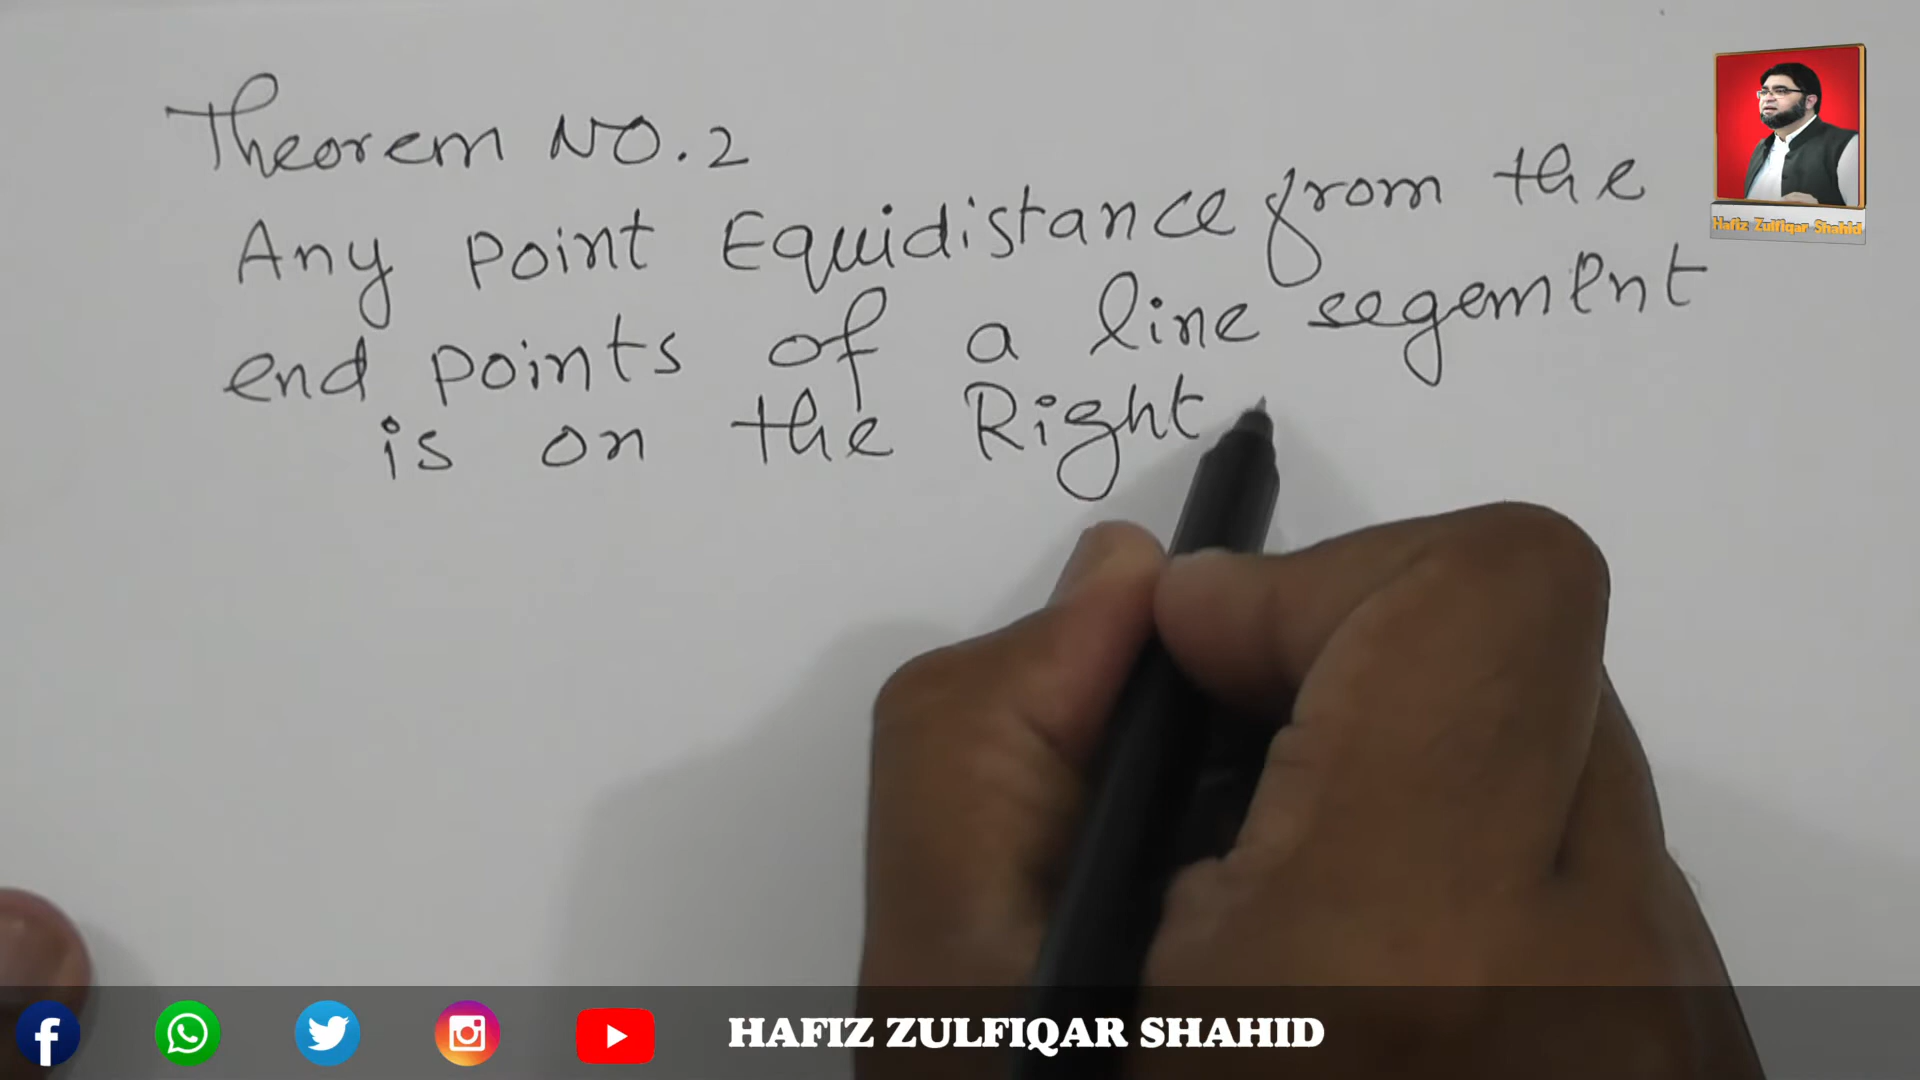 Theorem NO.2
Any point Equidistance from the
end points of a line segement
is on the Right
Hafiz Zulfiqar Shahid
HAFIZ ZULFIQAR SHAHID